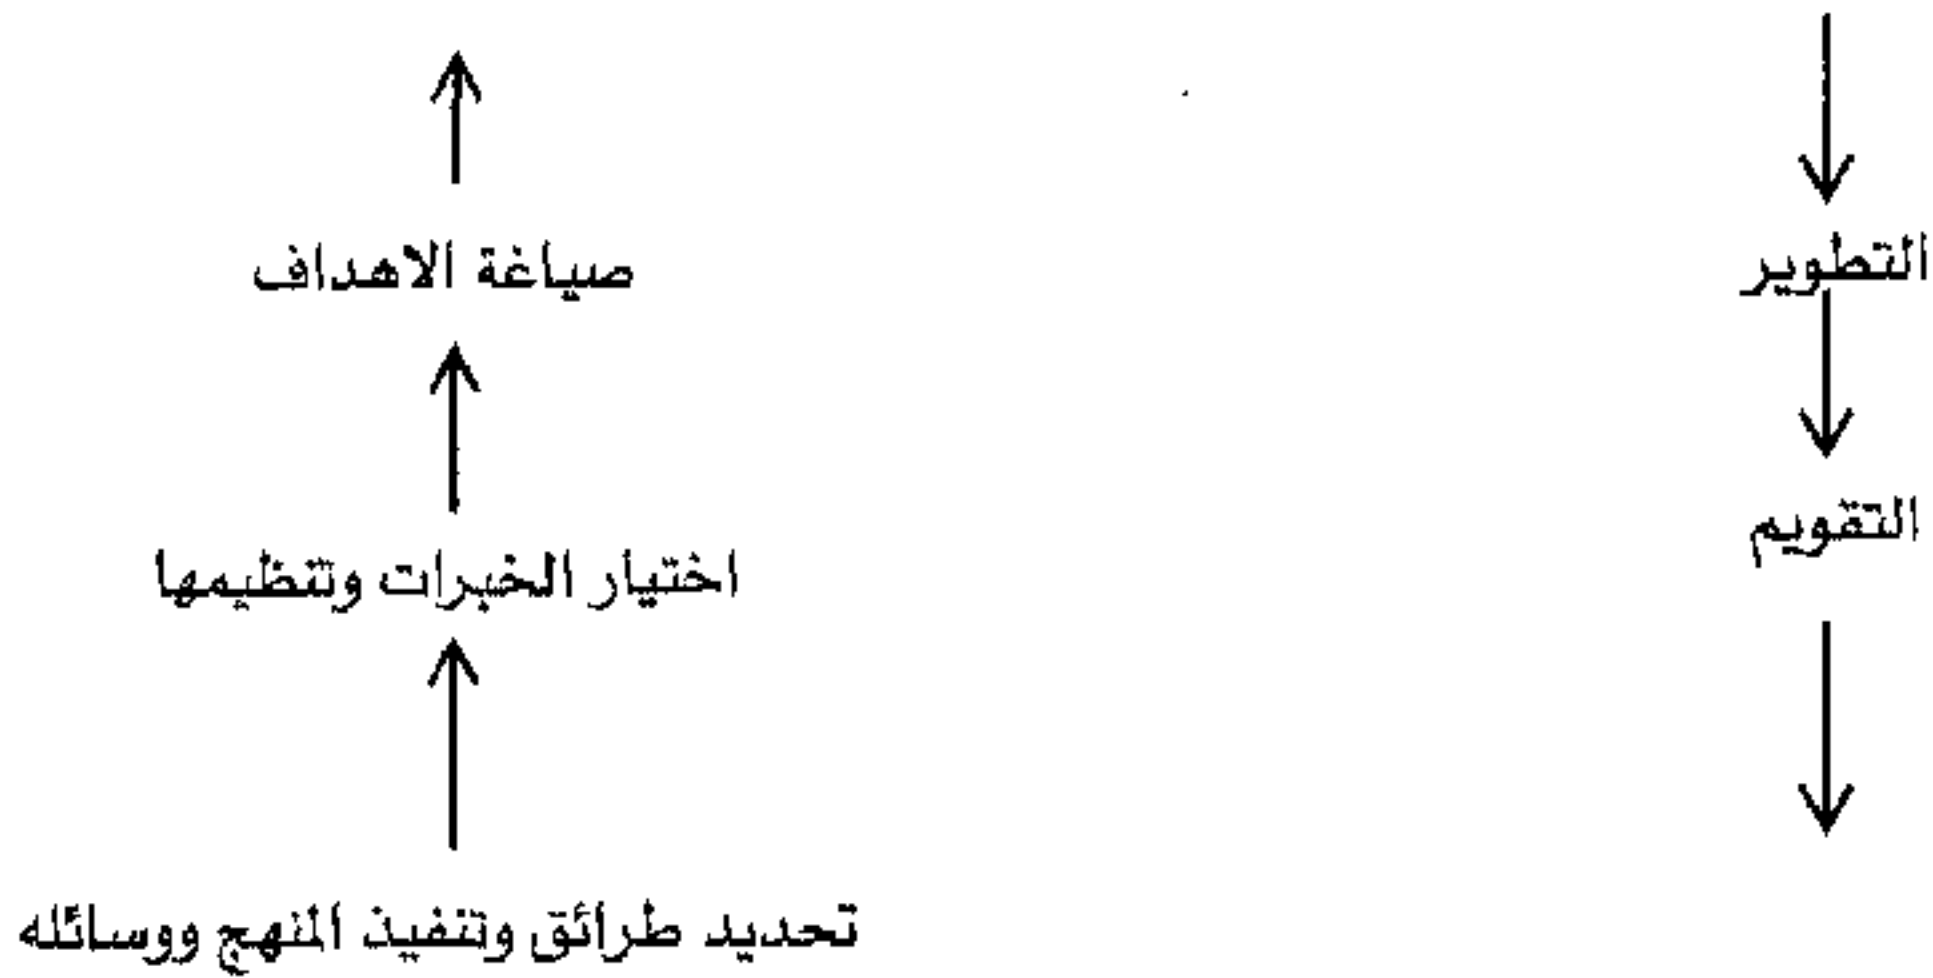 التطوير
صياغة الاهداف
التقويم
اختيار الخبرات وتنظيمها
تحديد طرائق وتنفيذ المنهج ووسائله